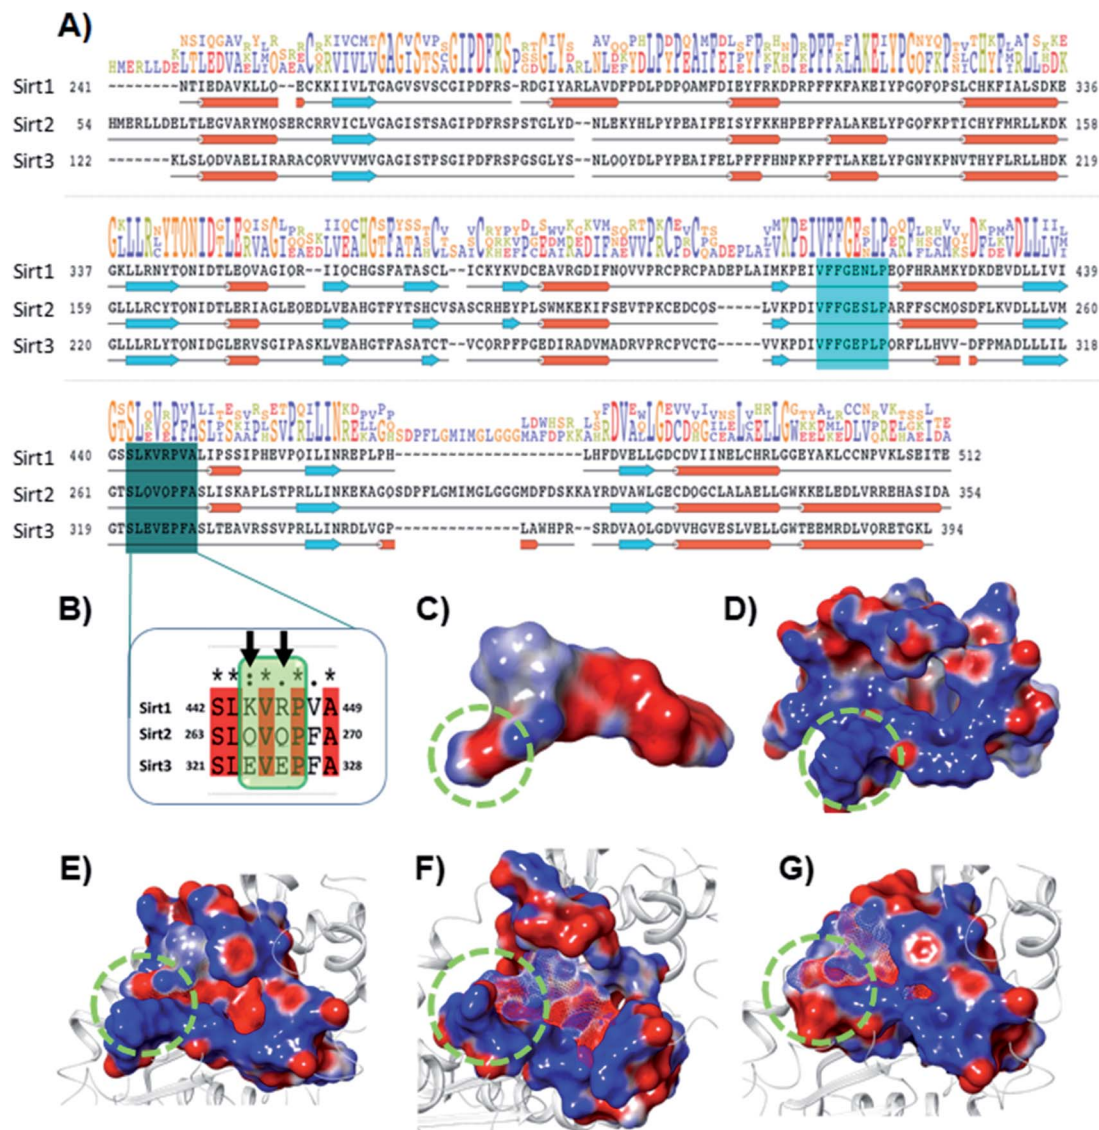 A)
Sirt1 241 -------NTIEDAVKLLQ--ECKKIIVLTGAGVSVSCGIPDFRS-RDGIYARLAVDFPDLPDPQAMFDIEYFRKDPRPFFKFAKEIYPGQFQPSLCHKFIALSDKE 336
Sirt2 54 HMERLLDELTLEGVARYMQSERCRRVICLVGAGISTSAGIPDFRSPSTGLYD--NLEKYHLPYPEAIFEISYFKKHPEPFFALAKELYPGQFKPTICHYFMRLLKDK 158
Sirt3 122 ------KLSLQDVAELIRARACQRVVVMVGAGISTPSGIPDFRSPGSGLYS--NLQQYDLPYPEAIFELPFFFHNPKPFFTLAKELYPGNYKPNVTHYFLRLLHDK 219
Sirt1 337 GKLLRNYTQNIDTLEQVAGIQR--IIQCHGSFATASCL--ICKYKVDCEAVRGDIFNQVVPRCPRCPADEPLAIMKPEIVFFGENLPEQFHRAMKYDKDEVDLLIVI 439
Sirt2 159 GLLLRCYTQNIDTLERIAGLEQEDLVEAHGTFYTSHCVSASCRHEYPLSWMKEKIFSEVTPKCEDCQS-----LVKPDIVFFGESLPARFFSCMQSDFLKVDLLLVM 260
Sirt3 220 GLLLRLYTQNIDGLERVSGIPASKLVEAHGTFASATCT--VCQRPFPGEDIRADVMADRVPRCPVCTG-----VVKPDIVFFGEPLPQRFLLHVV-DFPMADLLLIL 318
Sirt1 440 GSSLKVRPVALIPSSIPHEVPQILINREPLPH---------------------LHFDVELLGDCDVIINELCHRLGGEYAKLCCNPVKLSEITE 512
Sirt2 261 GTSLQVQPFASLISKAPLSTPRLLINKEKAGQSDPFLGMIMGLGGGMDFDSKKAYRDVAWLGECDQGCLALAELLGWKKELEDLVRREHASIDA 354
Sirt3 319 GTSLEVEPFASLTEAVRSSVPRLLINRDLVGP--------------LAWHPR--SRDVAQLGDVVHGVESLVELLGWTEEMRDLVQRETGKL 394
B)
**:*.*.*
Sirt1 442 SLKVRPVA 449
Sirt2 263 SLQVQPFA 270
Sirt3 321 SLEVEPFA 328
C)
D)
E)
F)
G)